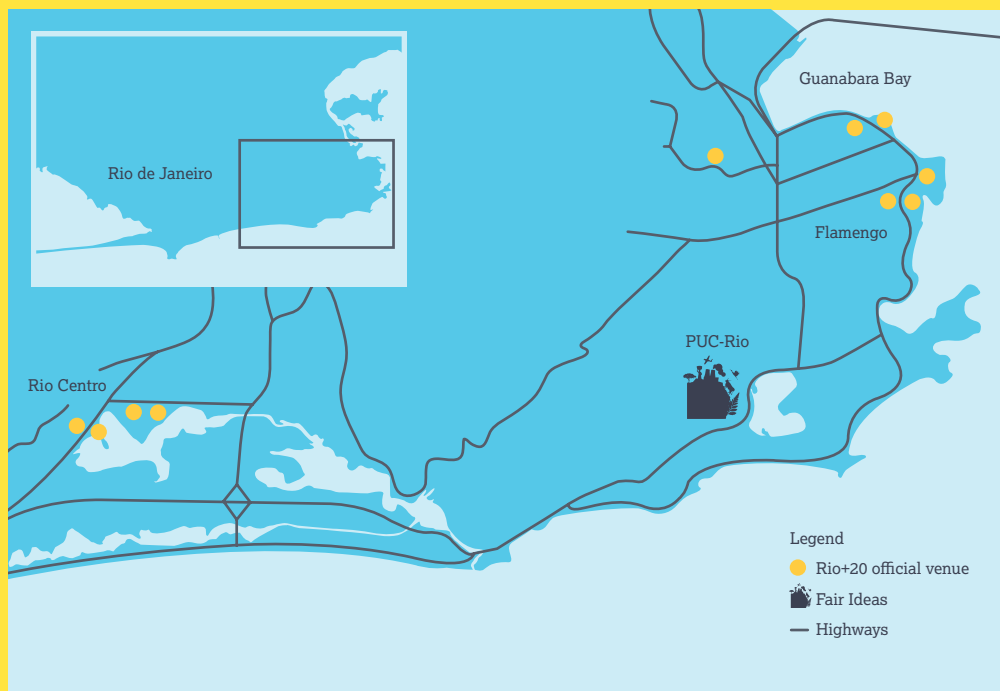 Guanabara Bay
Rio de Janeiro
Flamengo
PUC-Rio
Rio Centro
Legend
Rio+20 official venue
Fair Ideas
Highways